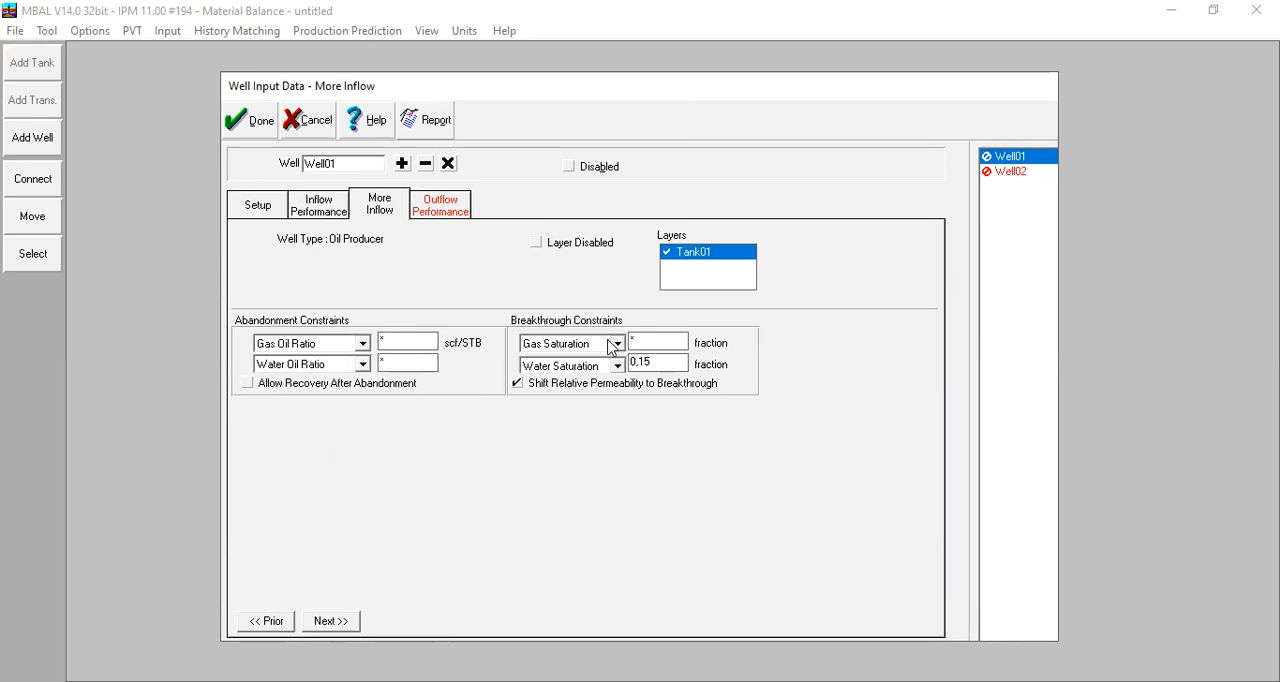 MBAL V14.0 32bit - IPM 11.00 #194 - Material Balance - untitled
File Tool Options PVT Input History Matching Production Prediction View Units Help
Add Tank
Add Trans.
Add Well
Connect
Move
Select
Well Input Data - More Inflow
Done Cancel Help Report
Well Well01 Disabled
Well01
Well02
Setup Inflow Performance More Inflow Outflow Performance
Well Type : Oil Producer
Layer Disabled
Layers
Tank01
Abandonment Constraints
Gas Oil Ratio * scf/STB
Water Oil Ratio *
Allow Recovery After Abandonment
Breakthrough Constraints
Gas Saturation * fraction
Water Saturation 0,15 fraction
Shift Relative Permeability to Breakthrough
<< Prior Next >>